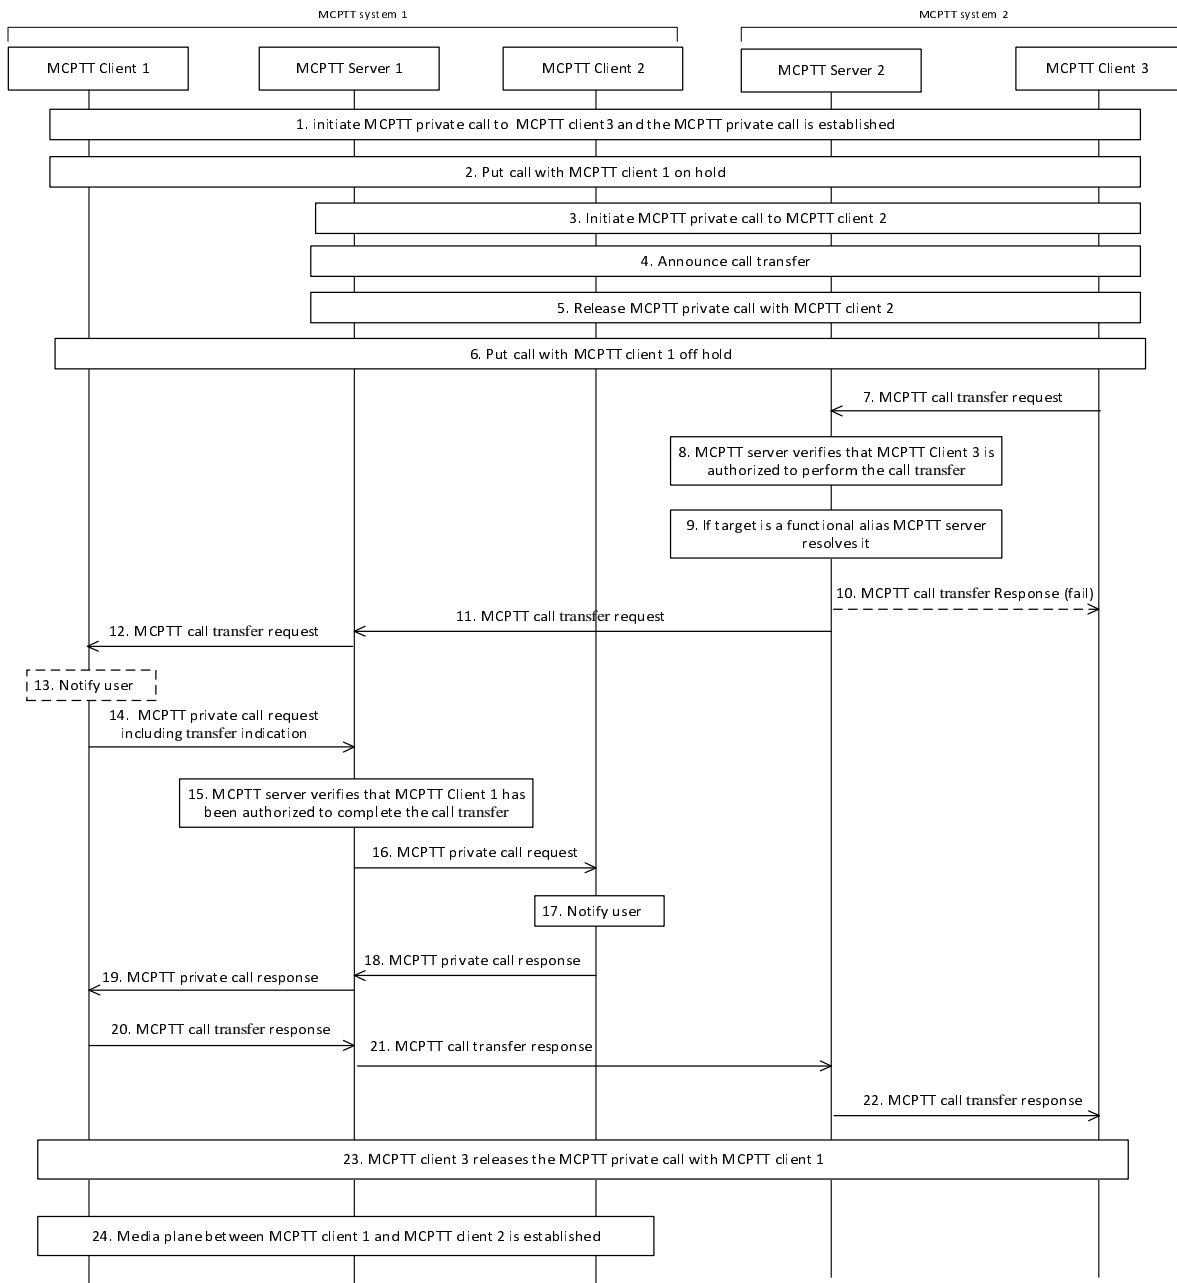 MCPTT system 1
MCPTT system 2
MCPTT Client 1
MCPTT Server 1
MCPTT Client 2
MCPTT Server 2
MCPTT Client 3
1. initiate MCPTT private call to MCPTT client3 and the MCPTT private call is established
2. Put call with MCPTT client 1 on hold
3. Initiate MCPTT private call to MCPTT client 2
4. Announce call transfer
5. Release MCPTT private call with MCPTT client 2
6. Put call with MCPTT client 1 off hold
7. MCPTT call transfer request
8. MCPTT server verifies that MCPTT Client 3 is
authorized to perform the call transfer
9. If target is a functional alias MCPTT server
resolves it
10. MCPTT call transfer Response (fail)
11. MCPTT call transfer request
12. MCPTT call transfer request
13. Notify user
14. MCPTT private call request
including transfer indication
15. MCPTT server verifies that MCPTT Client 1 has
been authorized to complete the call transfer
16. MCPTT private call request
17. Notify user
18. MCPTT private call response
19. MCPTT private call response
20. MCPTT call transfer response
21. MCPTT call transfer response
22. MCPTT call transfer response
23. MCPTT client 3 releases the MCPTT private call with MCPTT client 1
24. Media plane between MCPTT client 1 and MCPTT client 2 is established